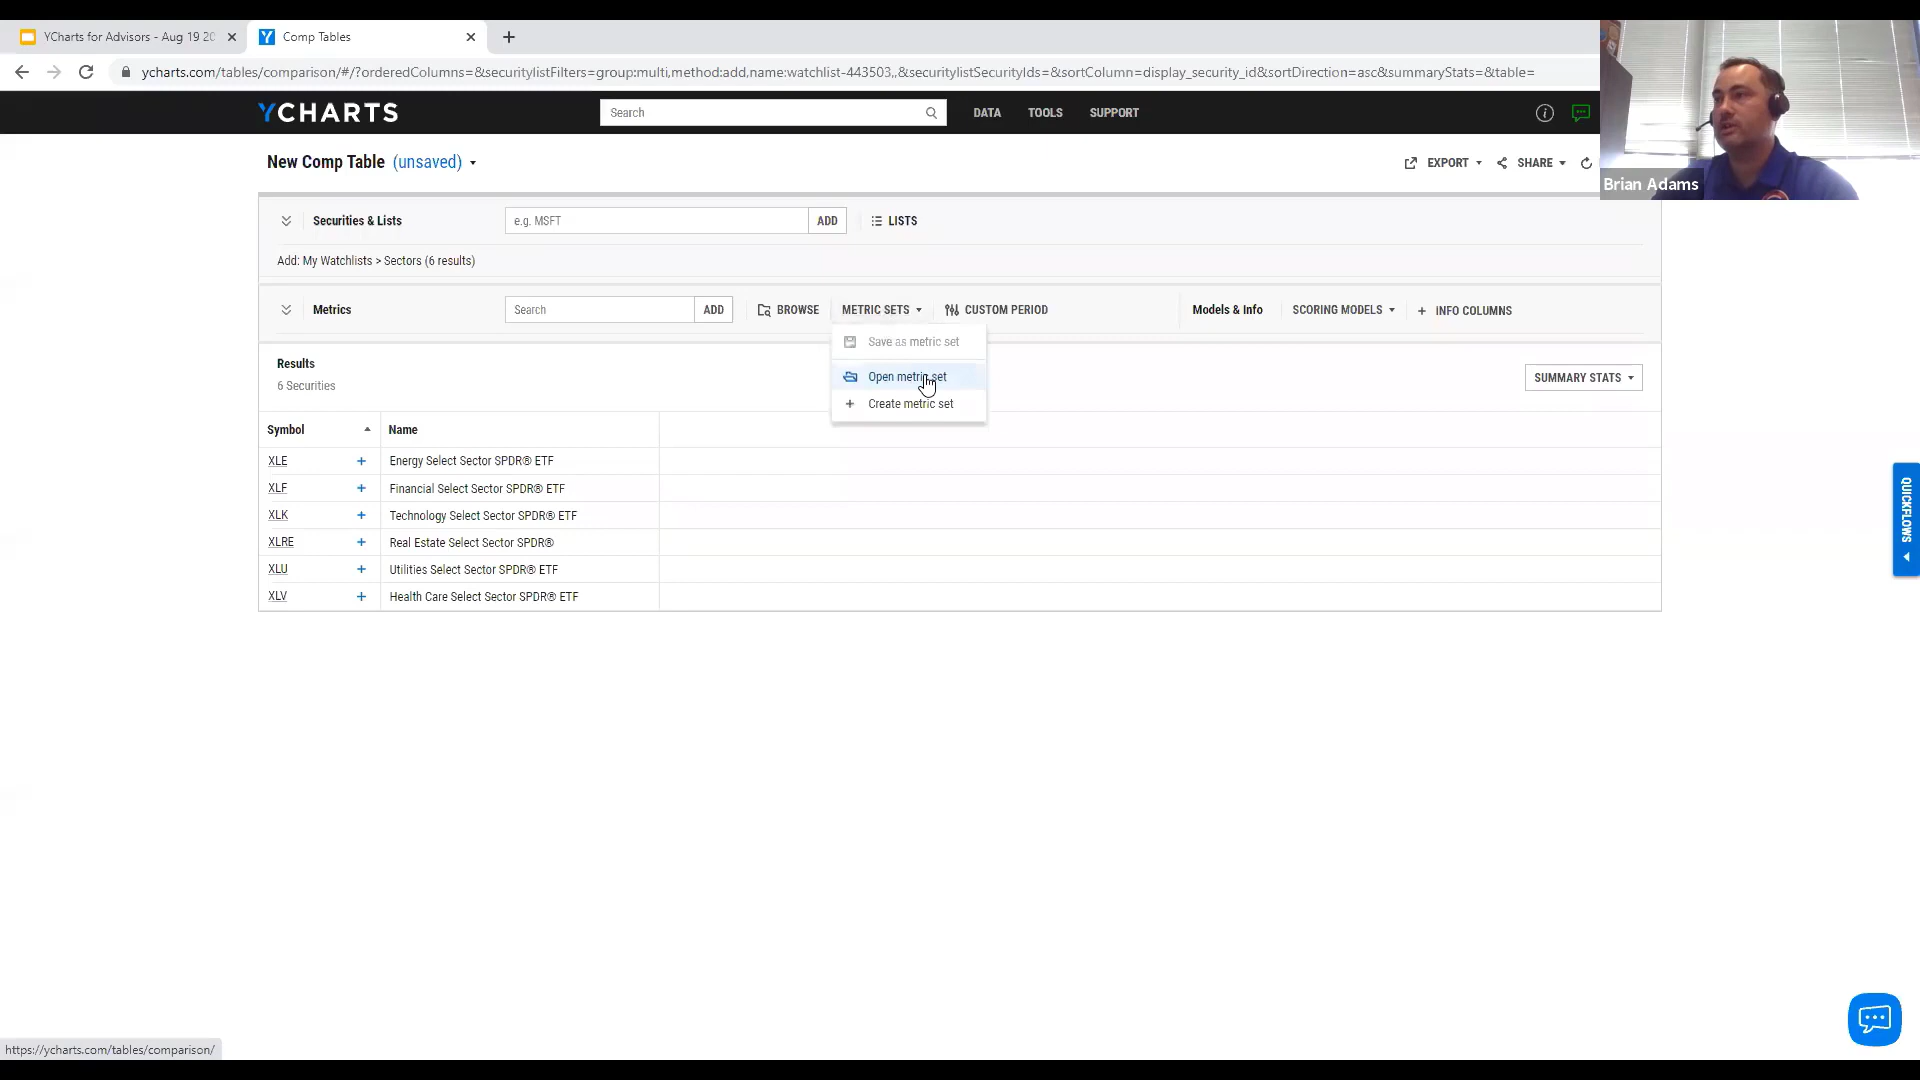 YCharts for Advisors - Aug 19 20
Comp Tables
ycharts.com/tables/comparison/#/?orderedColumns=&securitylistFilters=group:multi,method:add,name:watchlist-443503,,&securitylistSecurityIds=&sortColumn=display_security_id&sortDirection=asc&summaryStats=&table=
YCHARTS
Search
DATA
TOOLS
SUPPORT
New Comp Table (unsaved)
EXPORT
SHARE
Brian Adams
Securities & Lists
e.g. MSFT
ADD
LISTS
Add: My Watchlists > Sectors (6 results)
Metrics
Search
ADD
BROWSE
METRIC SETS
CUSTOM PERIOD
Models & Info
SCORING MODELS
+ INFO COLUMNS
Save as metric set
Open metric set
+ Create metric set
Results
6 Securities
SUMMARY STATS
Symbol Name
XLE + Energy Select Sector SPDR® ETF
XLF + Financial Select Sector SPDR® ETF
XLK + Technology Select Sector SPDR® ETF
XLRE + Real Estate Select Sector SPDR®
XLU + Utilities Select Sector SPDR® ETF
XLV + Health Care Select Sector SPDR® ETF
QUICKFLOWS
https://ycharts.com/tables/comparison/